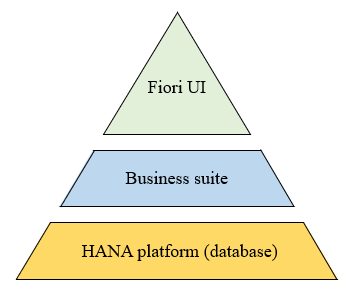 Fiori UI
Business suite
HANA platform (database)